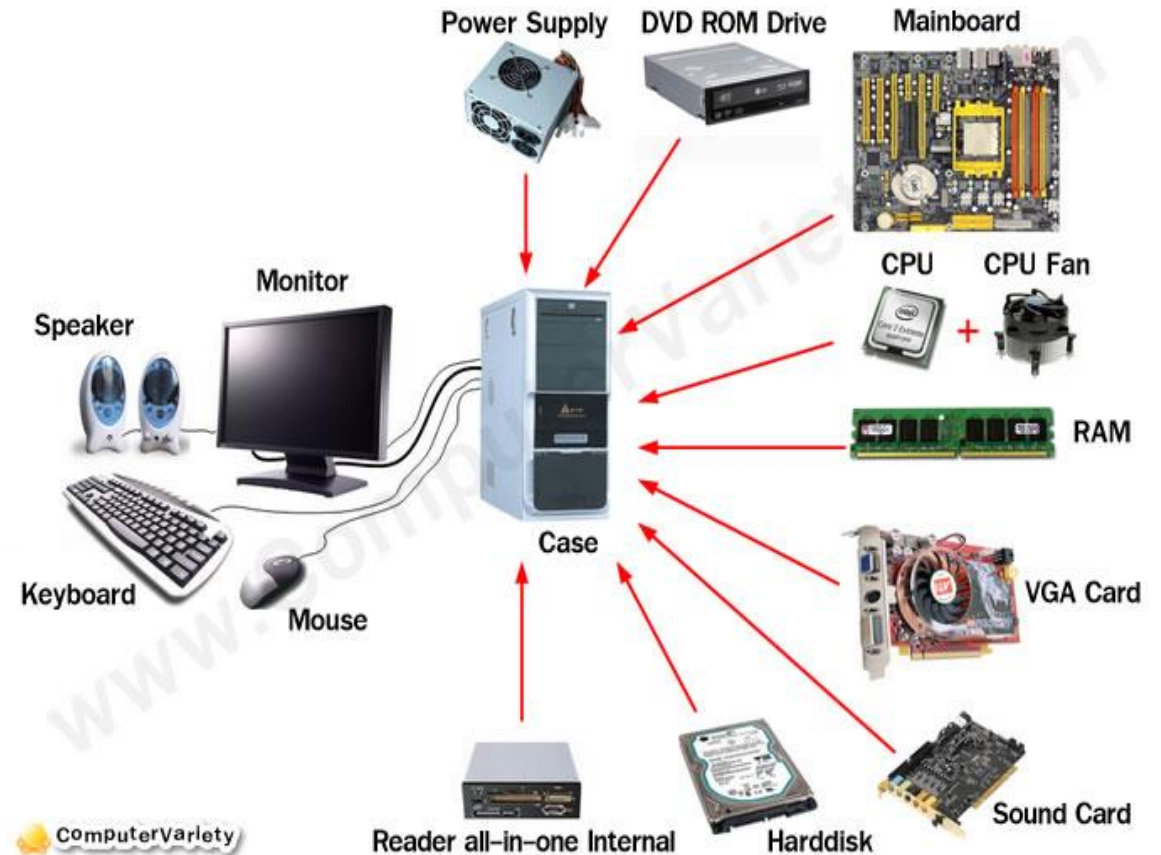 Power Supply
DVD ROM Drive
Mainboard
CPU
+
CPU Fan
Monitor
Speaker
RAM
Case
VGA Card
Keyboard
Mouse
Sound Card
Harddisk
Reader all-in-one Internal
ComputerVariety